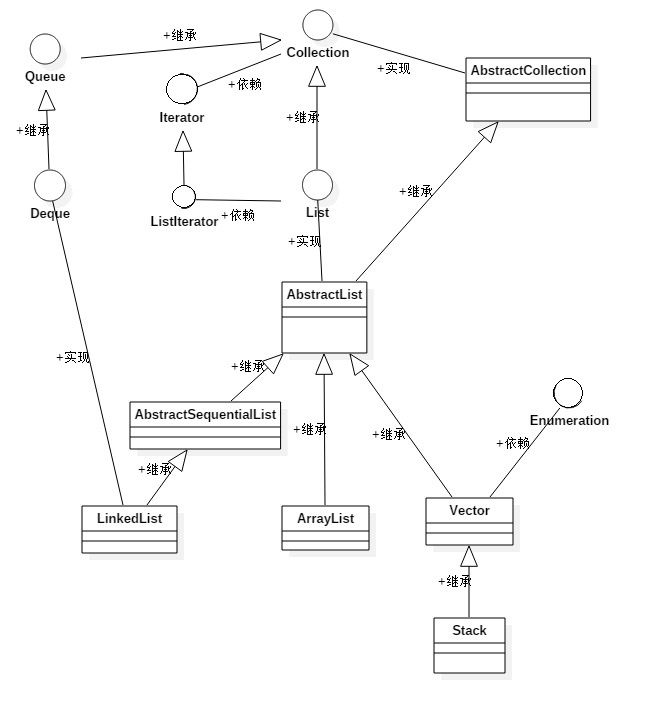 +继承
Collection
Queue
+实现
AbstractCollection
+依赖
Iterator
+继承
+继承
+继承
Deque
ListIterator
+依赖
List
+实现
AbstractList
+实现
+继承
AbstractSequentialList
+继承
+继承
Enumeration
+依赖
+继承
LinkedList
ArrayList
Vector
+继承
Stack